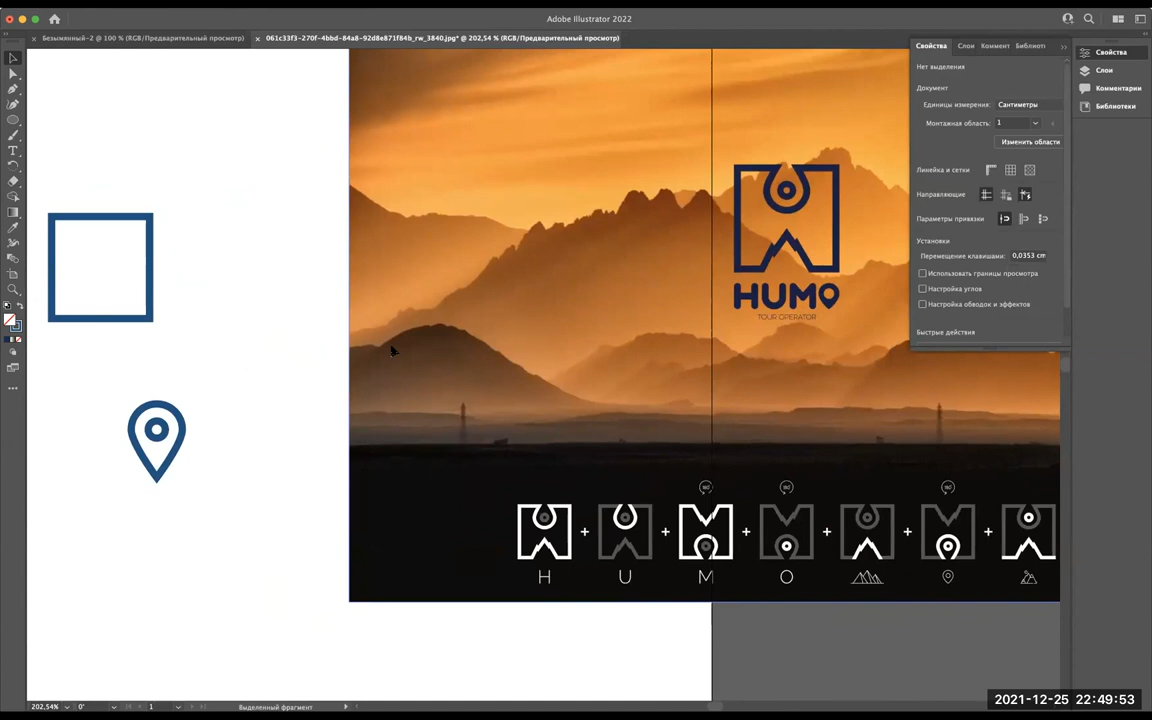 Adobe Illustrator 2022
Безымянный-2 @ 100 % (RGB/Предварительный просмотр)
061c33f3-270f-4bbd-84a8-92d8e871f84b_rw_3840.jpg* @ 202,54 % (RGB/Предварительный просмотр)
Свойства Слои Коммент Библиот
Нет выделения
Документ
Единицы измерения: Сантиметры
Монтажная область: 1
Изменить области
Линейка и сетки
Направляющие
Параметры привязки
Установки
Перемещение клавишами: 0,0353 cm
Использовать границы просмотра
Настройка углов
Настройка обводок и эффектов
Быстрые действия
Свойства
Слои
Комментарии
Библиотеки
HUMO
TOUR OPERATOR
+ + + + + +
H U M O
202,54% 0° 1 Выделенный фрагмент
2021-12-25 22:49:53